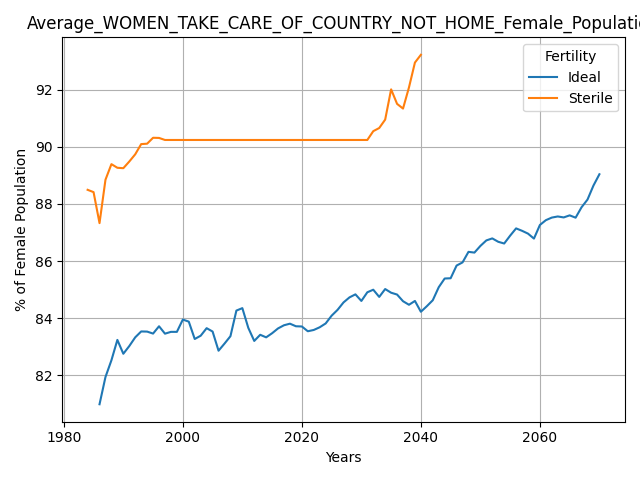 Average_WOMEN_TAKE_CARE_OF_COUNTRY_NOT_HOME_Female_Populatio
Fertility
Ideal
Sterile
% of Female Population
92
90
88
86
84
82
1980
2000
2020
2040
2060
Years